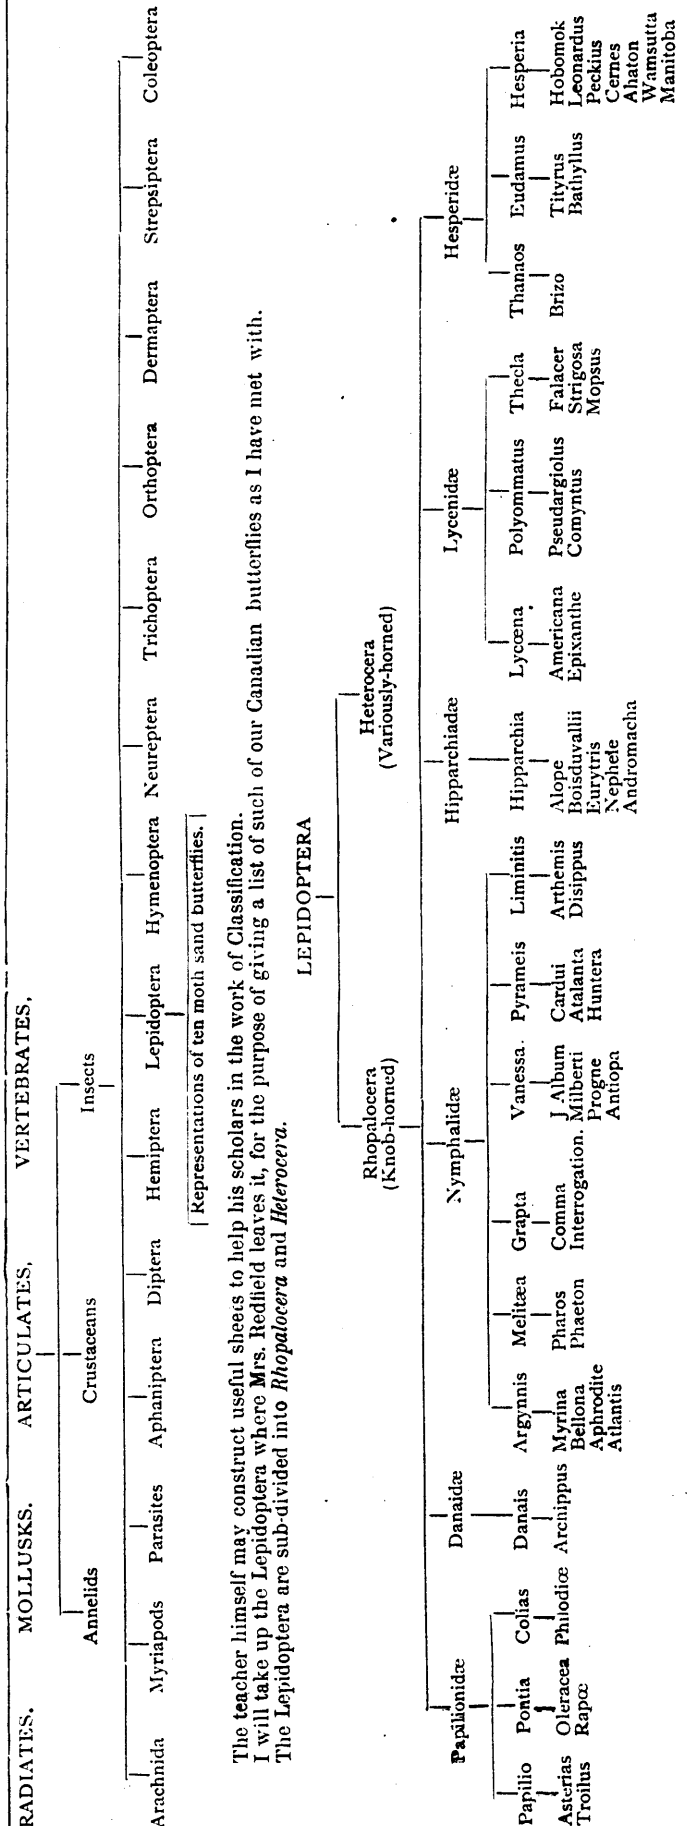 RADIATES. MOLLUSKS. ARTICULATES, VERTEBRATES,
Annelids Crustaceans Insects
Arachnida Myriapods Parasites Aphaniptera Diptera Hemiptera Lepidoptera Hymenoptera Neureptera Trichoptera Orthoptera Dermaptera Strepsiptera Coleoptera
Representations of ten moth sand butterflies.
The teacher himself may construct useful sheets to help his scholars in the work of Classification.
I will take up the Lepidoptera where Mrs. Redfield leaves it, for the purpose of giving a list of such of our Canadian butterflies as I have met with.
The Lepidoptera are sub-divided into Rhopalocera and Heterocera.
LEPIDOPTERA
Rhopalocera Heterocera
(Knob-horned) (Variously-horned)
Papilionidæ Danaidæ Nymphalidæ Hipparchiadæ Lycenidæ Hesperidæ
Papilio Pontia Colias Danais Argynnis Melitæa Grapta Vanessa. Pyrameis Liminitis Hipparchia Lycœna Polyommatus Thecla Thanaos Eudamus Hesperia
Asterias Oleracea Philodiœ Archippus Myrina Pharos Comma J Album Cardui Arthemis Alope Americana Pseudargiolus Falacer Brizo Tityrus Hobomok
Troilus Rapœ Bellona Phaeton Interrogation. Milberti Atalanta Disippus Boisduvallii Epixanthe Comyntus Strigosa Bathyllus Leonardus
Aphrodite Progne Huntera Eurytris Mopsus Peckius
Atlantis Antiopa Nephele Cernes
Andromacha Ahaton
Wamsutta
Manitoba